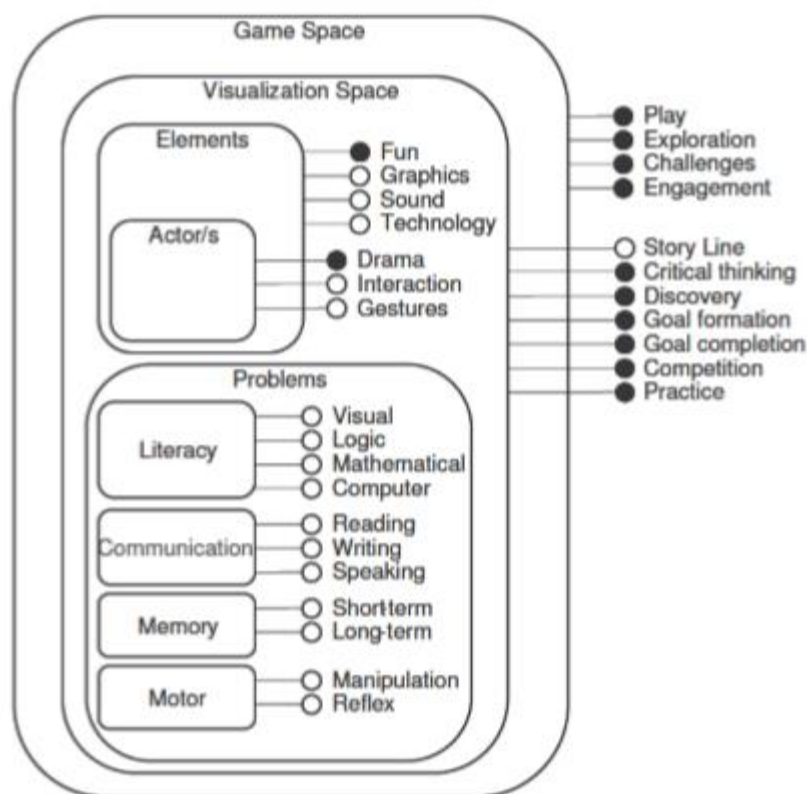 Game Space
Visualization Space
Elements
Fun
Graphics
Sound
Technology
Actor/s
Drama
Interaction
Gestures
Problems
Literacy
Visual
Logic
Mathematical
Computer
Communication
Reading
Writing
Speaking
Memory
Short-term
Long-term
Motor
Manipulation
Reflex
Play
Exploration
Challenges
Engagement
Story Line
Critical thinking
Discovery
Goal formation
Goal completion
Competition
Practice